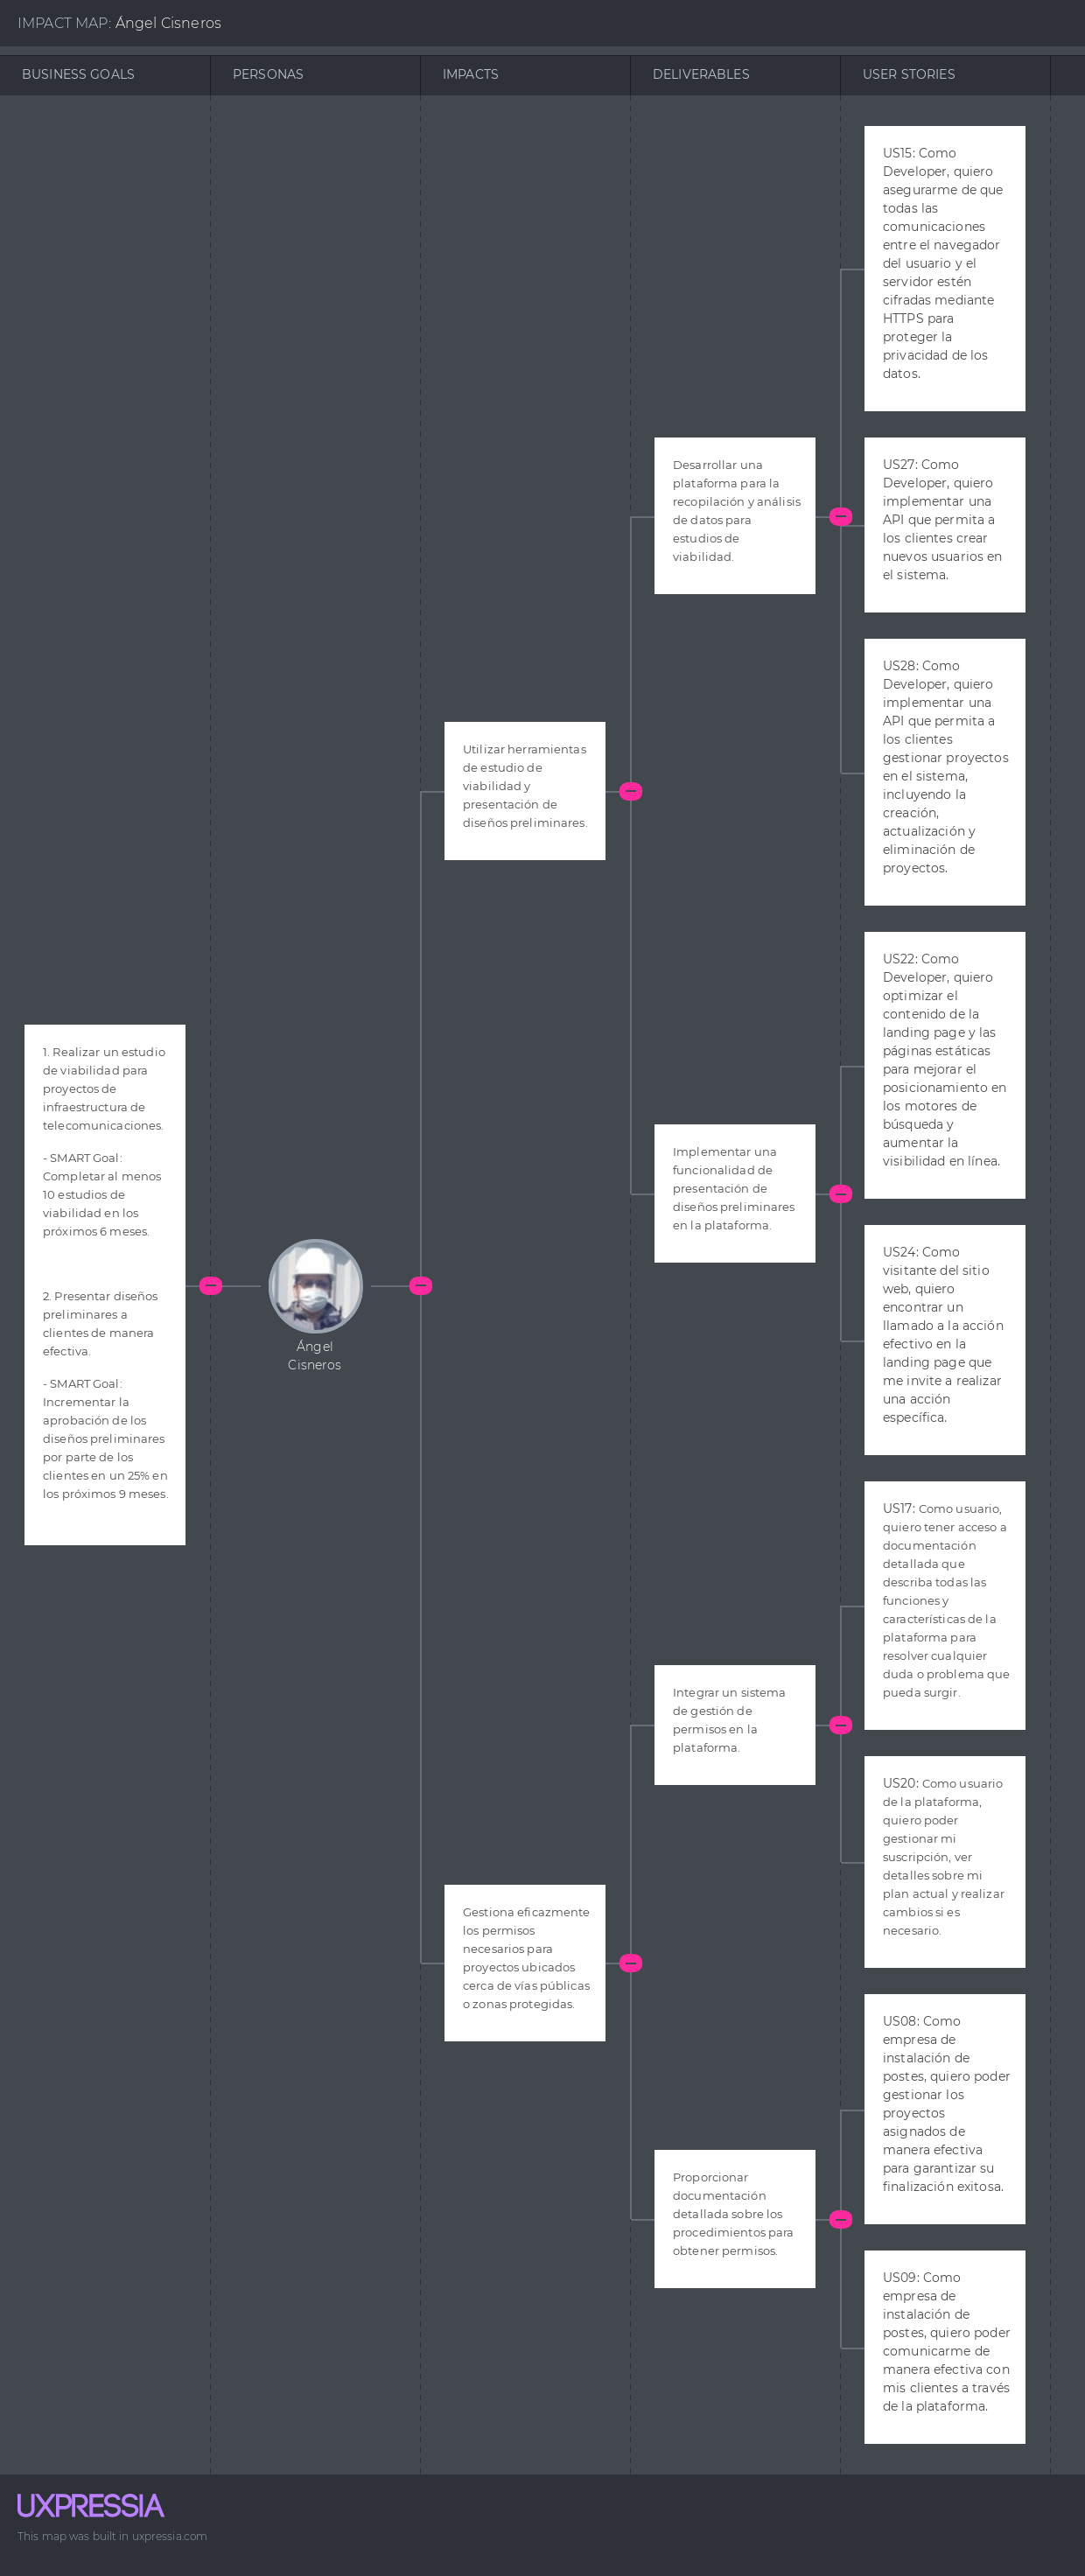 IMPACT MAP: Ángel Cisneros
BUSINESS GOALS
PERSONAS
IMPACTS
DELIVERABLES
USER STORIES
1. Realizar un estudio
de viabilidad para
proyectos de
infraestructura de
telecomunicaciones.
- SMART Goal:
Completar al menos
10 estudios de
viabilidad en los
próximos 6 meses.
2. Presentar diseños
preliminares a
clientes de manera
efectiva.
- SMART Goal:
Incrementar la
aprobación de los
diseños preliminares
por parte de los
clientes en un 25% en
los próximos 9 meses.
Ángel
Cisneros
Utilizar herramientas
de estudio de
viabilidad y
presentación de
diseños preliminares.
Gestiona eficazmente
los permisos
necesarios para
proyectos ubicados
cerca de vías públicas
o zonas protegidas.
Desarrollar una
plataforma para la
recopilación y análisis
de datos para
estudios de
viabilidad.
Implementar una
funcionalidad de
presentación de
diseños preliminares
en la plataforma.
Integrar un sistema
de gestión de
permisos en la
plataforma.
Proporcionar
documentación
detallada sobre los
procedimientos para
obtener permisos.
US15: Como
Developer, quiero
asegurarme de que
todas las
comunicaciones
entre el navegador
del usuario y el
servidor estén
cifradas mediante
HTTPS para
proteger la
privacidad de los
datos.
US27: Como
Developer, quiero
implementar una
API que permita a
los clientes crear
nuevos usuarios en
el sistema.
US28: Como
Developer, quiero
implementar una
API que permita a
los clientes
gestionar proyectos
en el sistema,
incluyendo la
creación,
actualización y
eliminación de
proyectos.
US22: Como
Developer, quiero
optimizar el
contenido de la
landing page y las
páginas estáticas
para mejorar el
posicionamiento en
los motores de
búsqueda y
aumentar la
visibilidad en línea.
US24: Como
visitante del sitio
web, quiero
encontrar un
llamado a la acción
efectivo en la
landing page que
me invite a realizar
una acción
específica.
US17: Como usuario,
quiero tener acceso a
documentación
detallada que
describa todas las
funciones y
características de la
plataforma para
resolver cualquier
duda o problema que
pueda surgir.
US20: Como usuario
de la plataforma,
quiero poder
gestionar mi
suscripción, ver
detalles sobre mi
plan actual y realizar
cambios si es
necesario.
US08: Como
empresa de
instalación de
postes, quiero poder
gestionar los
proyectos
asignados de
manera efectiva
para garantizar su
finalización exitosa.
US09: Como
empresa de
instalación de
postes, quiero poder
comunicarme de
manera efectiva con
mis clientes a través
de la plataforma.
UXPRESSIA
This map was built in uxpressia.com